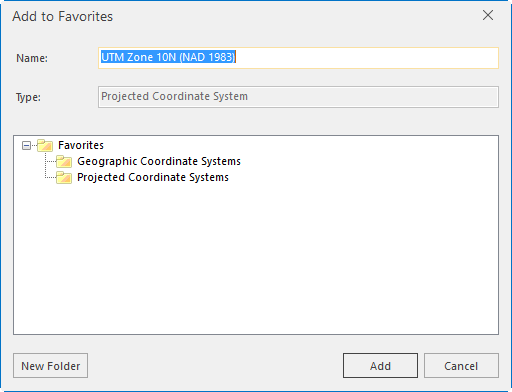 Add to Favorites
Name: UTM Zone 10N (NAD 1983)
Type: Projected Coordinate System
Favorites
Geographic Coordinate Systems
Projected Coordinate Systems
New Folder Add Cancel